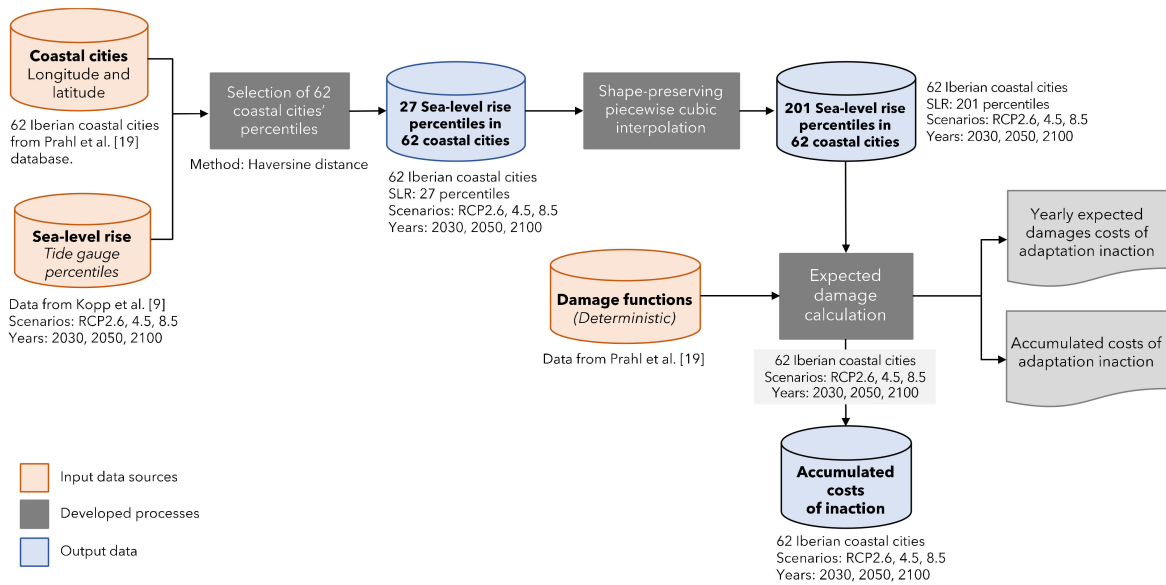 Coastal cities
Longitude and
latitude
62 Iberian coastal cities
from Prahl et al. [19]
database.
Sea-level rise
Tide gauge
percentiles
Data from Kopp et al. [9]
Scenarios: RCP2.6, 4.5, 8.5
Years: 2030, 2050, 2100
Selection of 62
coastal cities'
percentiles
Method: Haversine distance
27 Sea-level rise
percentiles in
62 coastal cities
62 Iberian coastal cities
SLR: 27 percentiles
Scenarios: RCP2.6, 4.5, 8.5
Years: 2030, 2050, 2100
Shape-preserving
piecewise cubic
interpolation
201 Sea-level rise
percentiles in
62 coastal cities
62 Iberian coastal cities
SLR: 201 percentiles
Scenarios: RCP2.6, 4.5, 8.5
Years: 2030, 2050, 2100
Damage functions
(Deterministic)
Data from Prahl et al. [19]
Expected
damage
calculation
62 Iberian coastal cities
Scenarios: RCP2.6, 4.5, 8.5
Years: 2030, 2050, 2100
Yearly expected
damages costs of
adaptation inaction
Accumulated costs of
adaptation inaction
Accumulated
costs
of inaction
62 Iberian coastal cities
Scenarios: RCP2.6, 4.5, 8.5
Years: 2030, 2050, 2100
Input data sources
Developed processes
Output data